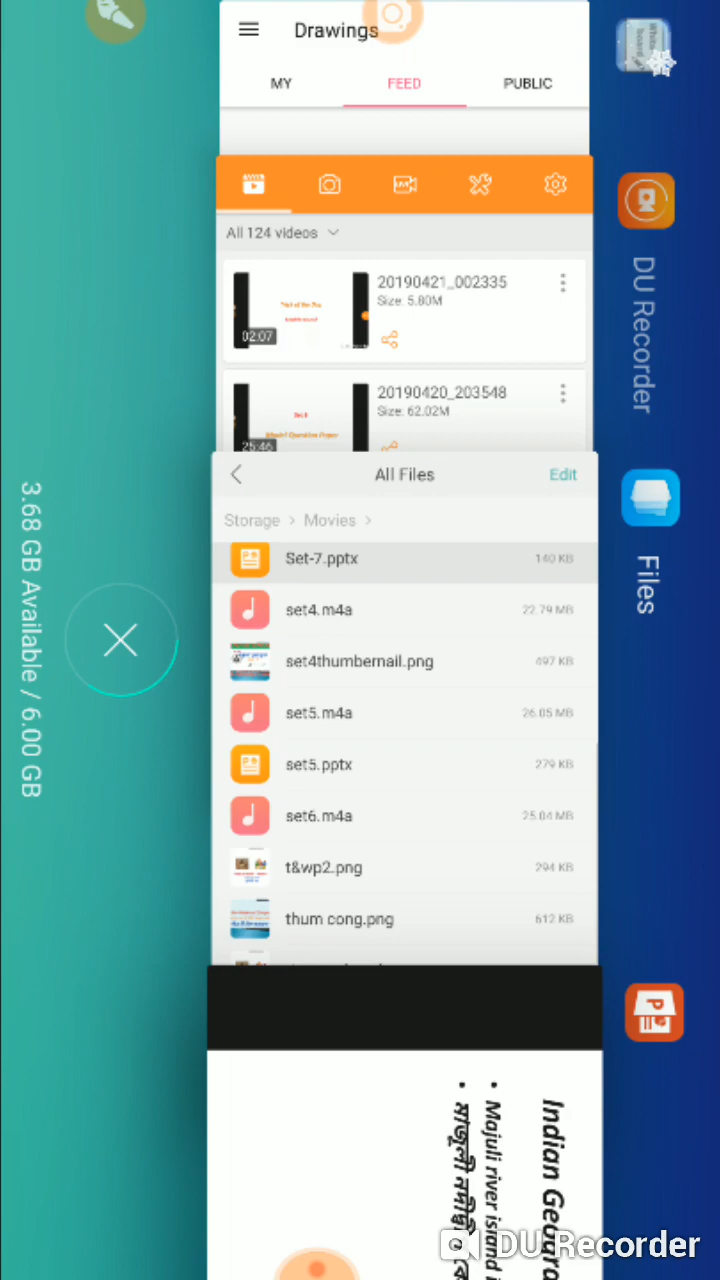 Drawings
MY
FEED
PUBLIC
DU Recorder
All 124 videos
20190421_002335
Size: 5.80M
02:07
20190420_203548
Size: 62.02M
25:46
Files
All Files
Edit
Storage > Movies >
Set-7.pptx
140 KB
set4.m4a
22.79 MB
set4thumbernail.png
497 KB
set5.m4a
26.05 MB
set5.pptx
279 KB
set6.m4a
25.04 MB
t&wp2.png
294 KB
thum cong.png
612 KB
3.68 GB Available / 6.00 GB
Indian
• Majuli river island
DU Recorder